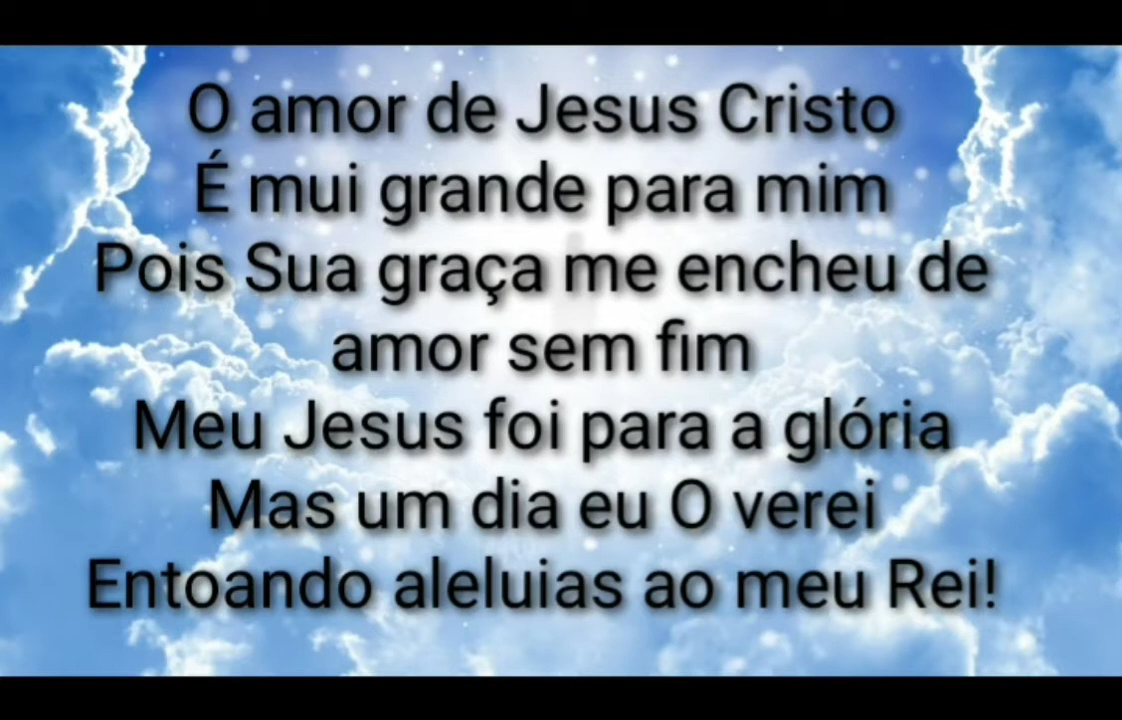 O amor de Jesus Cristo
É mui grande para mim
Pois Sua graça me encheu de
amor sem fim
Meu Jesus foi para a glória
Mas um dia eu O verei
Entoando aleluias ao meu Rei!